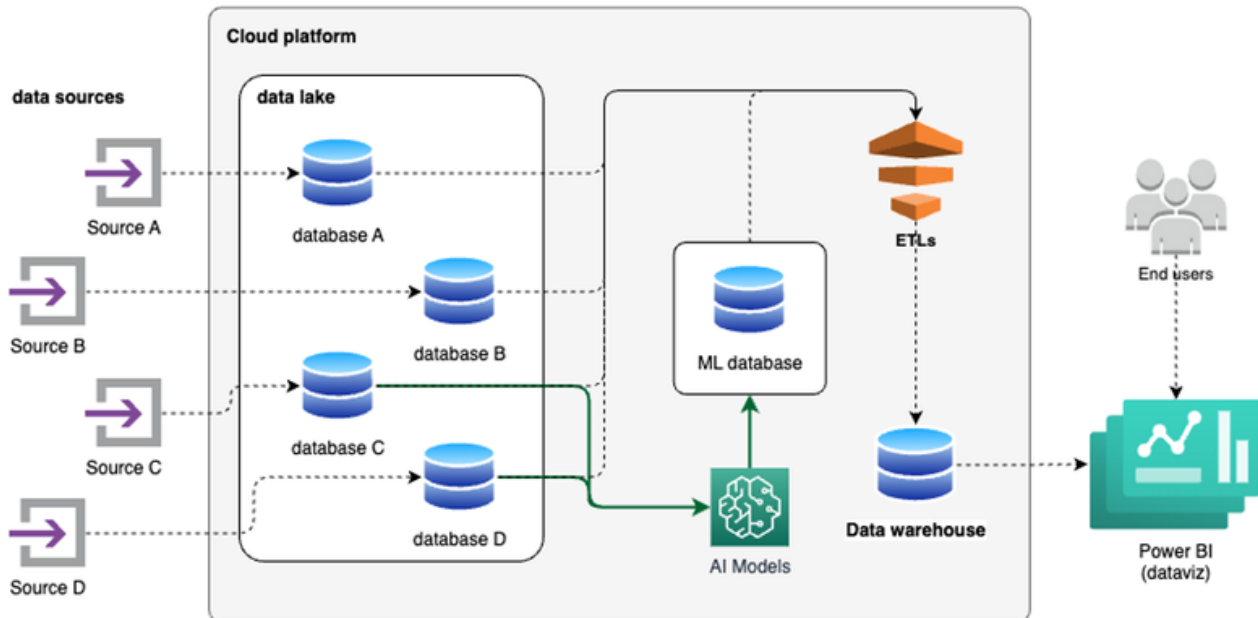 Cloud platform
data sources
data lake
Source A
database A
ETLs
End users
Source B
database B
ML database
Source C
database C
Source D
database D
AI Models
Data warehouse
Power BI
(dataviz)